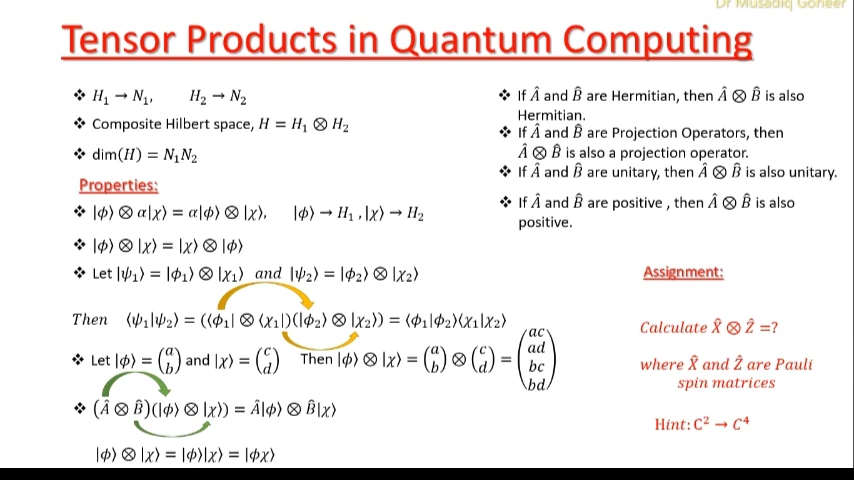 Dr Musadiq Goheer
Tensor Products in Quantum Computing
❖ H₁ → N₁, H₂ → N₂
❖ Composite Hilbert space, H = H₁ ⊗ H₂
❖ dim(H) = N₁N₂
Properties:
❖ |ϕ⟩ ⊗ α|χ⟩ = α|ϕ⟩ ⊗ |χ⟩, |ϕ⟩ → H₁ , |χ⟩ → H₂
❖ |ϕ⟩ ⊗ |χ⟩ = |χ⟩ ⊗ |ϕ⟩
❖ Let |ψ₁⟩ = |ϕ₁⟩ ⊗ |χ₁⟩ and |ψ₂⟩ = |ϕ₂⟩ ⊗ |χ₂⟩
Then ⟨ψ₁|ψ₂⟩ = (⟨ϕ₁| ⊗ ⟨χ₁|)(|ϕ₂⟩ ⊗ |χ₂⟩) = ⟨ϕ₁|ϕ₂⟩⟨χ₁|χ₂⟩
❖ Let |ϕ⟩ = (a b) and |χ⟩ = (c d) Then |ϕ⟩ ⊗ |χ⟩ = (a b) ⊗ (c d) = (ac ad bc bd)
❖ (Â ⊗ B̂)(|ϕ⟩ ⊗ |χ⟩) = Â|ϕ⟩ ⊗ B̂|χ⟩
|ϕ⟩ ⊗ |χ⟩ = |ϕ⟩|χ⟩ = |ϕχ⟩
❖ If Â and B̂ are Hermitian, then Â ⊗ B̂ is also
Hermitian.
❖ If Â and B̂ are Projection Operators, then
Â ⊗ B̂ is also a projection operator.
❖ If Â and B̂ are unitary, then Â ⊗ B̂ is also unitary.
❖ If Â and B̂ are positive , then Â ⊗ B̂ is also
positive.
Assignment:
Calculate X̂ ⊗ Ẑ =?
where X̂ and Ẑ are Pauli
spin matrices
Hint: C² → C⁴